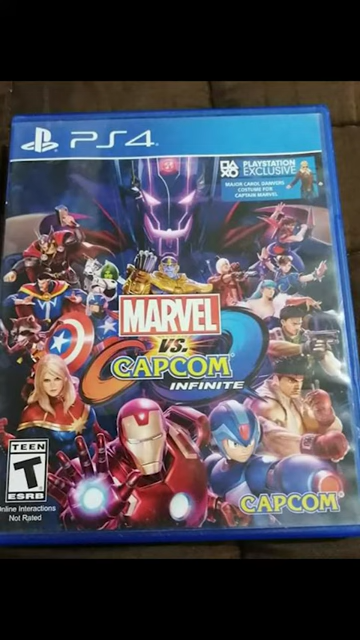 PS4
PLAYSTATION
EXCLUSIVE
MAJOR CAROL DANVERS
COSTUME FOR
CAPTAIN MARVEL
MARVEL
VS.
CAPCOM
INFINITE
TEEN
T
ESRB
Online Interactions
Not Rated
CAPCOM